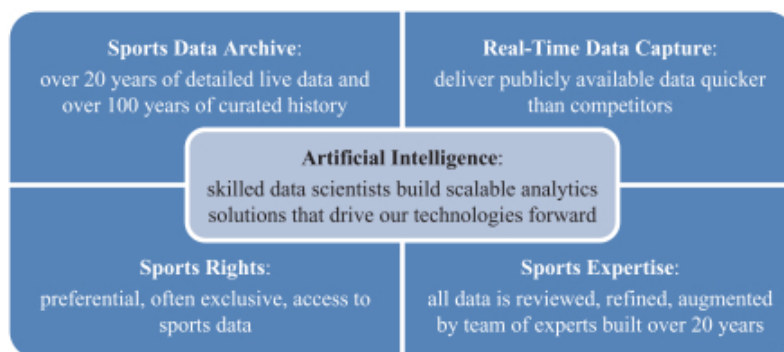 Sports Data Archive:
over 20 years of detailed live data and
over 100 years of curated history
Real-Time Data Capture:
deliver publicly available data quicker
than competitors
Artificial Intelligence:
skilled data scientists build scalable analytics
solutions that drive our technologies forward
Sports Rights:
preferential, often exclusive, access to
sports data
Sports Expertise:
all data is reviewed, refined, augmented
by team of experts built over 20 years